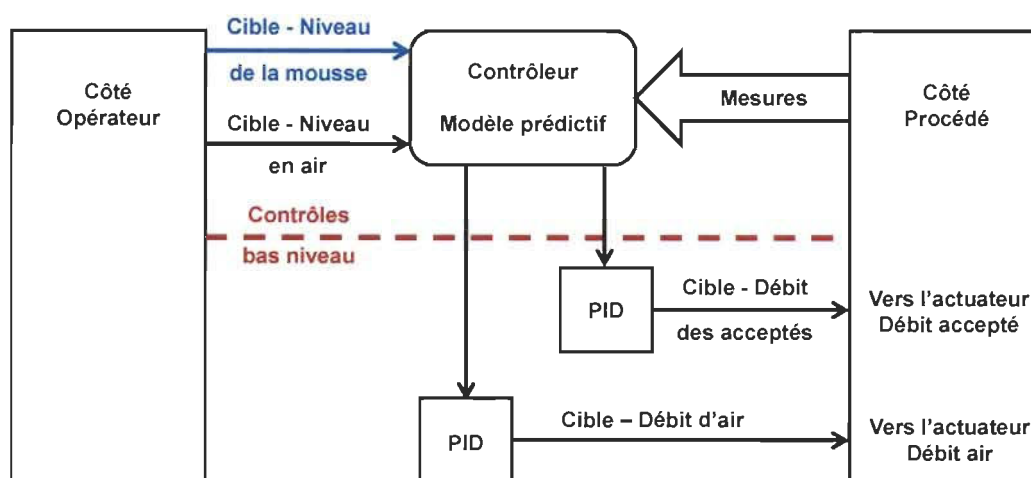 Cible - Niveau
de la mousse
Côté
Opérateur
Cible - Niveau
en air
Contrôleur
Modèle prédictif
Mesures
Côté
Procédé
Contrôles
bas niveau
PID
Cible - Débit
des acceptés
Vers l'actuateur
Débit accepté
PID
Cible – Débit d'air
Vers l'actuateur
Débit air